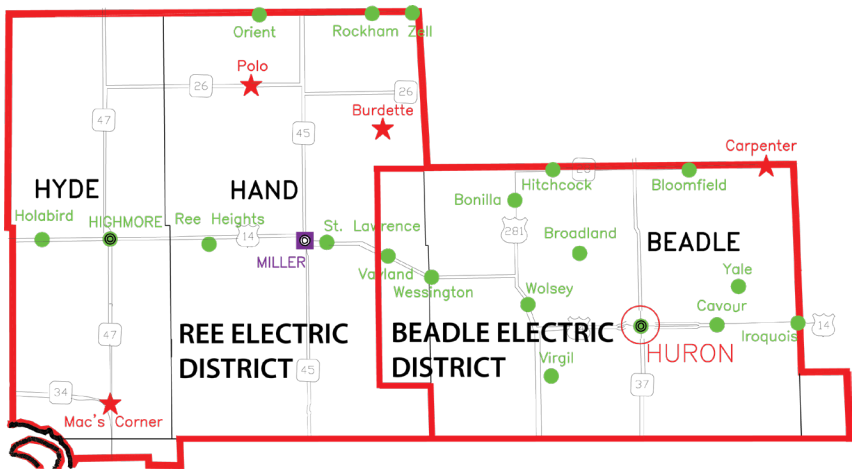 Orient
Rockham Zell
Polo
26
26
Burdette
47
45
Carpenter
HYDE
HAND
Hitchcock
Bloomfield
Bonilla
Holabird
HIGHMORE
Ree Heights
St. Lawrence
14
281
Broadland
BEADLE
MILLER
Vayland
Wessington
Yale
Wolsey
Cavour
47
REE ELECTRIC
DISTRICT
BEADLE ELECTRIC
DISTRICT
Iroquois
14
HURON
Virgil
45
37
34
Mac's Corner